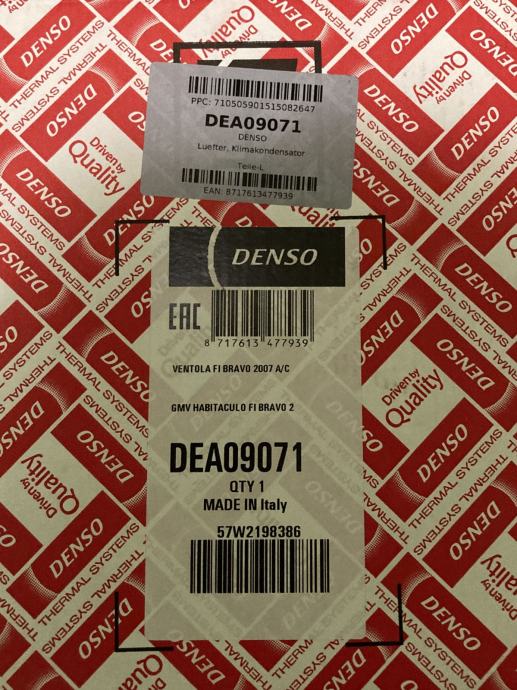 PPC: 710505901515082647
DEA09071
DENSO
Luefter, Klimakondensator
Teile-L
EAN: 8717613477939
DENSO
EAC
8 717613 477939
VENTOLA FI BRAVO 2007 A/C
GMV HABITACULO FI BRAVO 2
DEA09071
QTY 1
MADE IN Italy
57W2198386
DENSO
THERMAL SYSTEMS
Driven by
Quality